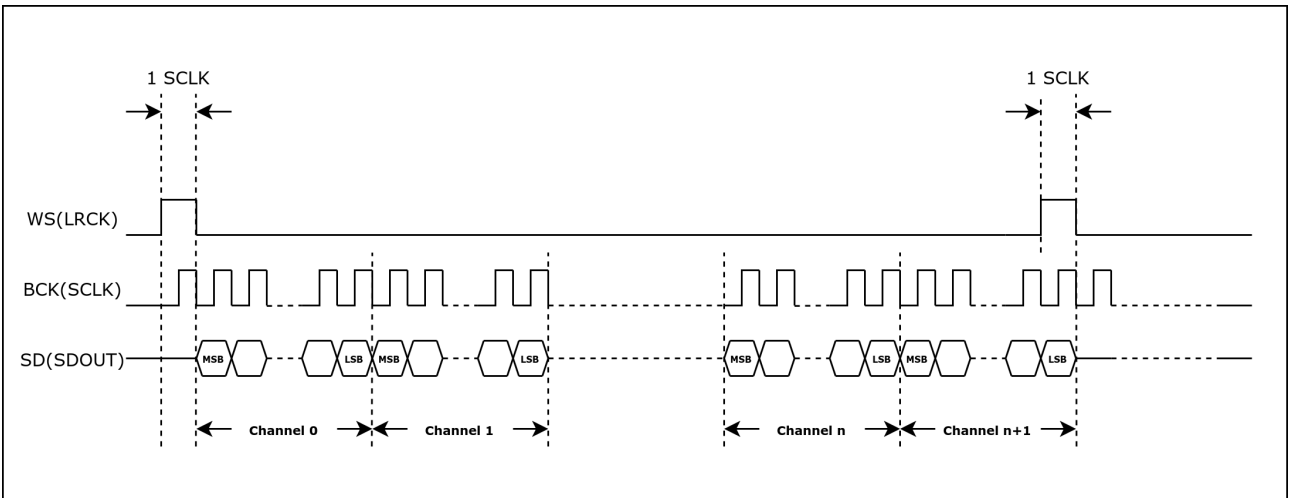 1 SCLK 1 SCLK
WS(LRCK)
BCK(SCLK)
SD(SDOUT) MSB LSB MSB LSB MSB LSB MSB LSB
Channel 0 Channel 1 Channel n Channel n+1